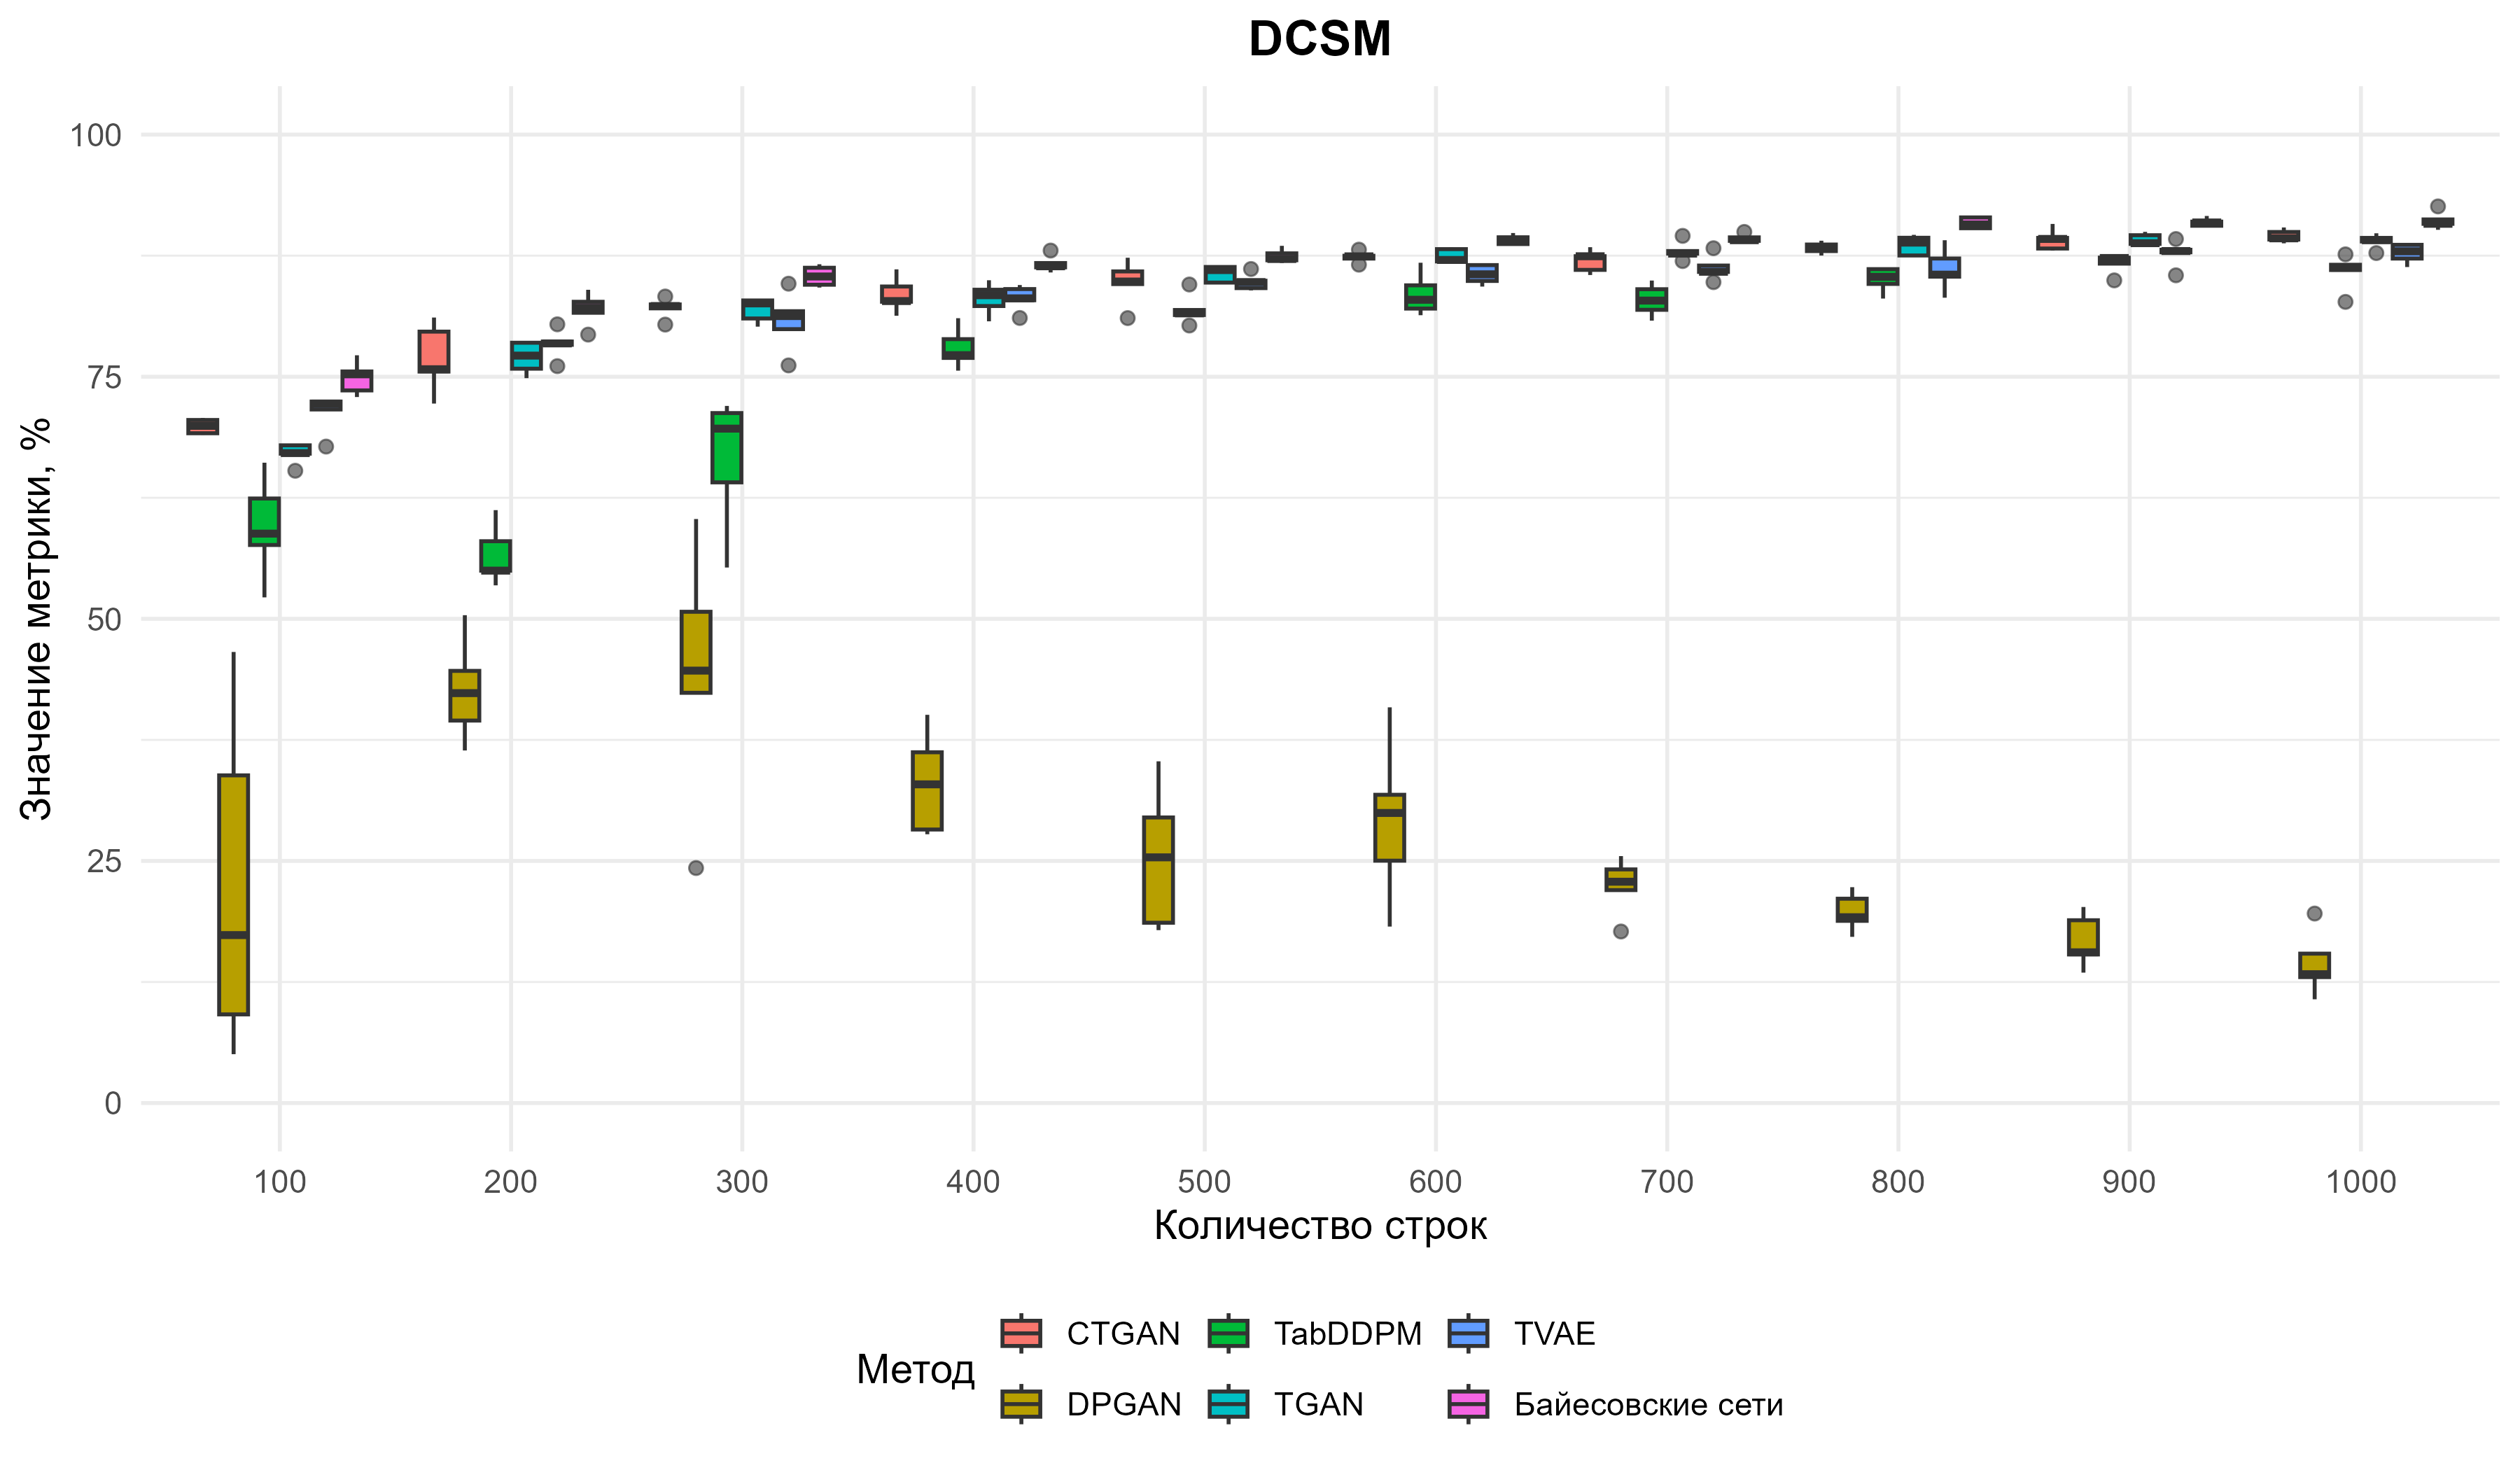 DCSM
Значение метрики, %
100
75
50
25
0
100 200 300 400 500 600 700 800 900 1000
Количество строк
Метод
CTGAN TabDDPM TVAE
DPGAN TGAN Байесовские сети